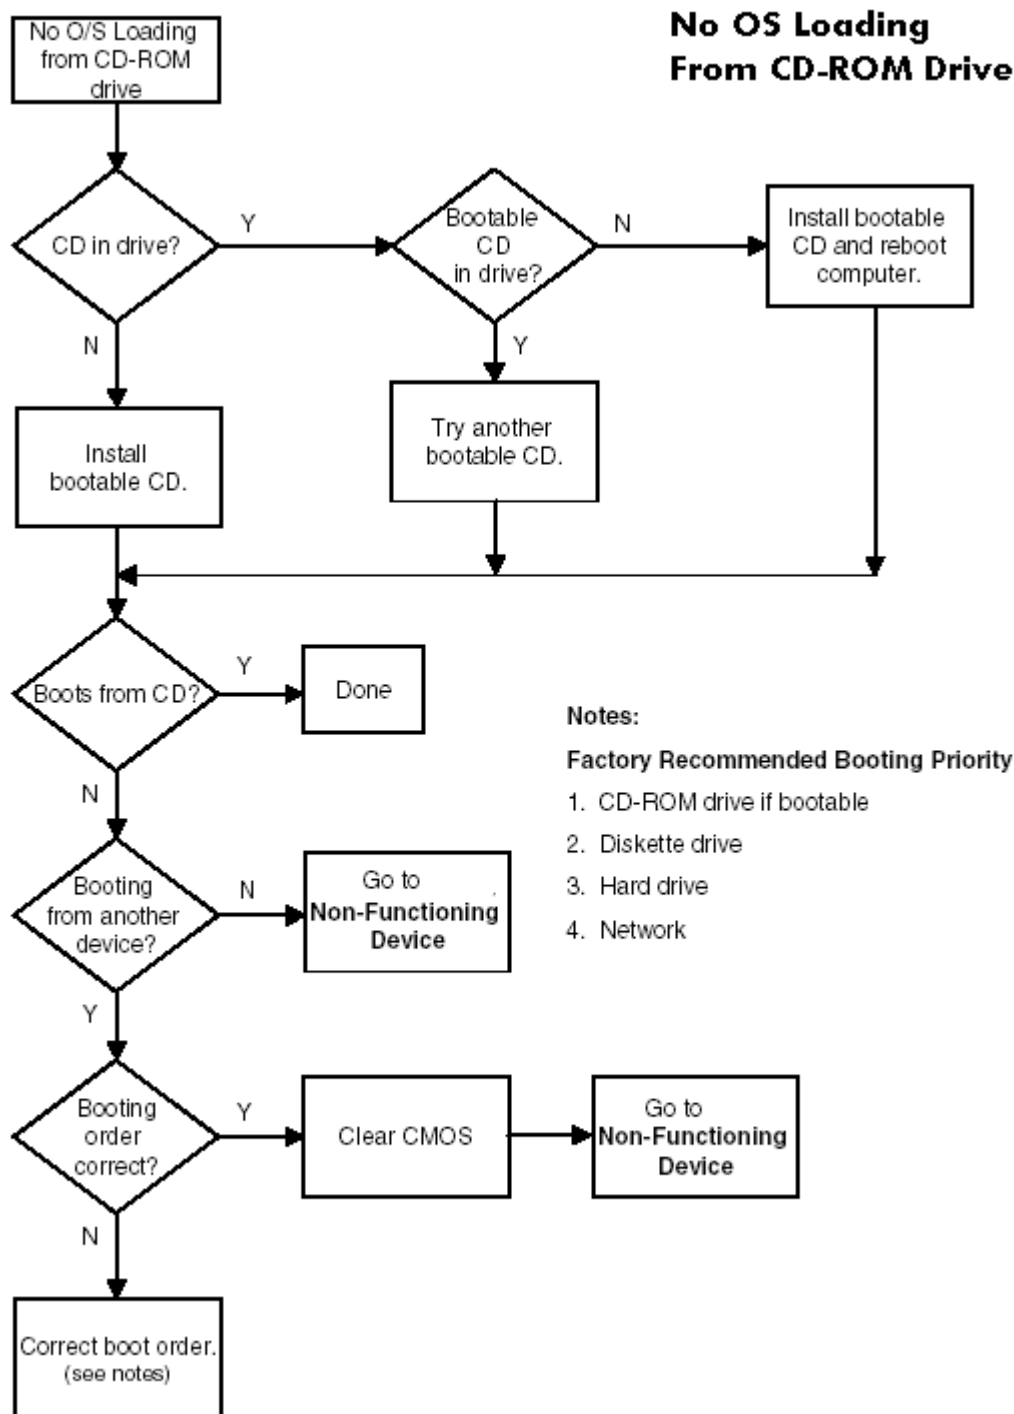 No OS Loading
From CD-ROM Drive
No O/S Loading
from CD-ROM
drive
CD in drive?
Y
Bootable
CD
in drive?
N
Install bootable
CD and reboot
computer.
N
Y
Install
bootable CD.
Try another
bootable CD.
Boots from CD?
Y
Done
N
Booting
from another
device?
N
Go to
Non-Functioning
Device
Y
Booting
order
correct?
Y
Clear CMOS
Go to
Non-Functioning
Device
N
Correct boot order.
(see notes)
Notes:
Factory Recommended Booting Priority
1. CD-ROM drive if bootable
2. Diskette drive
3. Hard drive
4. Network